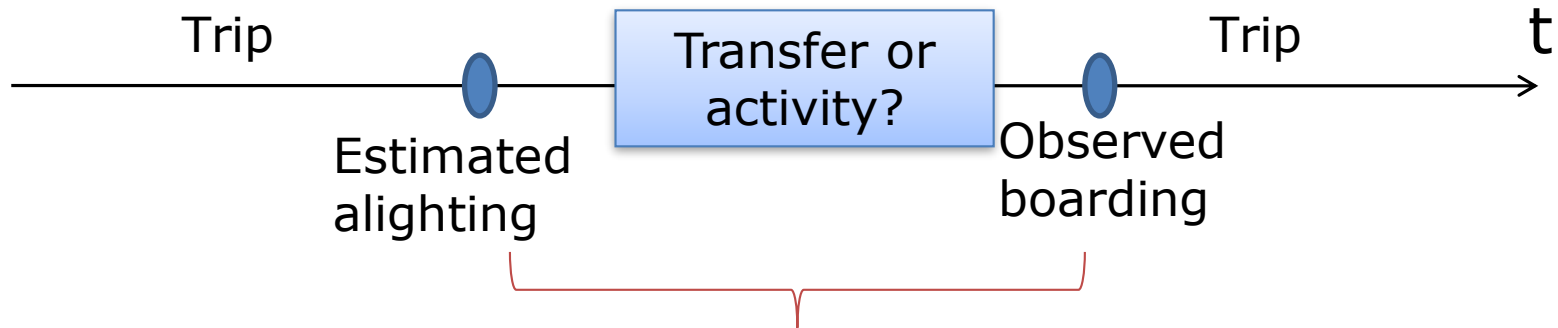 Trip
Transfer or
activity?
Trip
t
Estimated
alighting
Observed
boarding